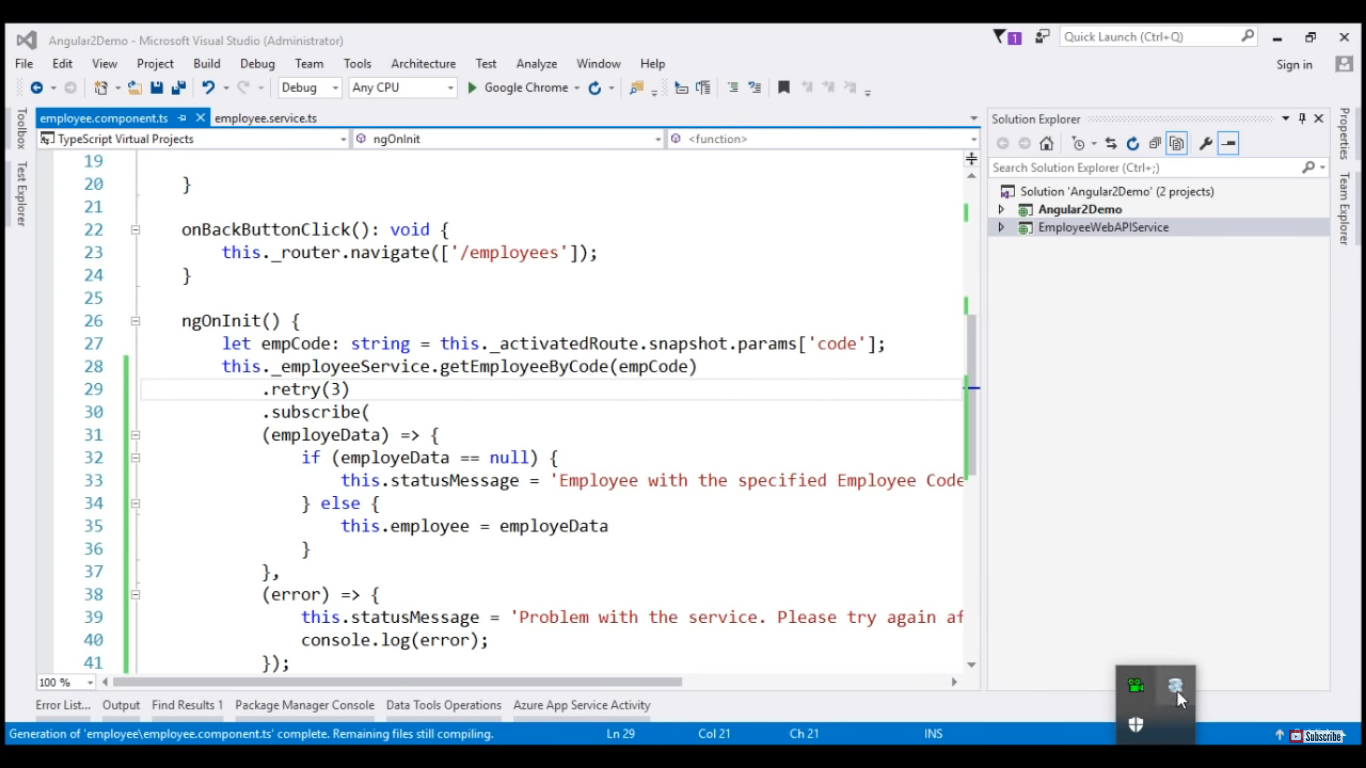 Angular2Demo - Microsoft Visual Studio (Administrator)
1
Quick Launch (Ctrl+Q)
File Edit View Project Build Debug Team Tools Architecture Test Analyze Window Help
Sign in
Debug Any CPU Google Chrome
Toolbox
Test Explorer
employee.component.ts employee.service.ts
TypeScript Virtual Projects ngOnInit <function>
19
20 }
21
22 onBackButtonClick(): void {
23 this._router.navigate(['/employees']);
24 }
25
26 ngOnInit() {
27 let empCode: string = this._activatedRoute.snapshot.params['code'];
28 this._employeeService.getEmployeeByCode(empCode)
29 .retry(3)
30 .subscribe(
31 (employeData) => {
32 if (employeData == null) {
33 this.statusMessage = 'Employee with the specified Employee Code
34 } else {
35 this.employee = employeData
36 }
37 },
38 (error) => {
39 this.statusMessage = 'Problem with the service. Please try again af
40 console.log(error);
41 });
100 %
Solution Explorer
Search Solution Explorer (Ctrl+;)
Solution 'Angular2Demo' (2 projects)
Angular2Demo
EmployeeWebAPIService
Properties
Team Explorer
Error List... Output Find Results 1 Package Manager Console Data Tools Operations Azure App Service Activity
Generation of 'employee\employee.component.ts' complete. Remaining files still compiling. Ln 29 Col 21 Ch 21 INS
Subscribe